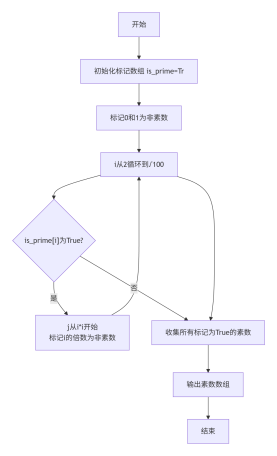 开始
初始化标记数组 is_prime=Tr
标记0和1为非素数
i从2循环到√100
is_prime[i]为True?
是
否
j从i*i开始
标记i的倍数为非素数
收集所有标记为True的素数
输出素数数组
结束